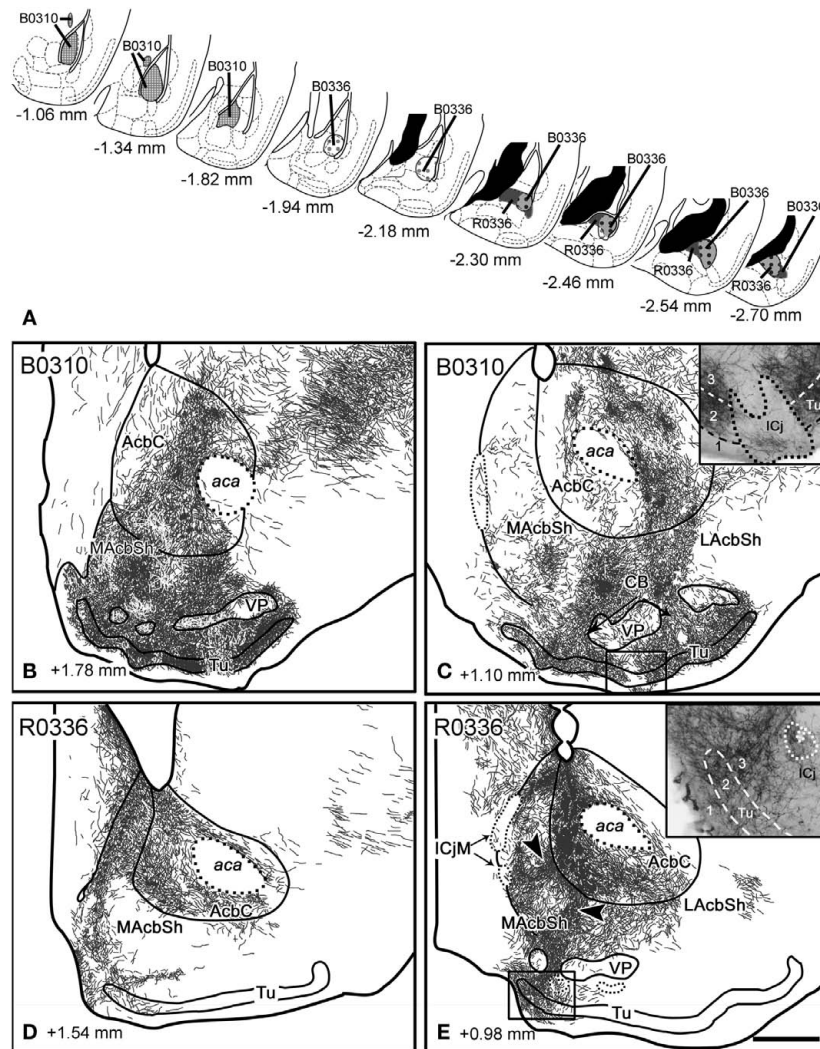 B0310
-1.06 mm
B0310
-1.34 mm
B0310
-1.82 mm
B0336
-1.94 mm
B0336
-2.18 mm
B0336
R0336
-2.30 mm
B0336
R0336
-2.46 mm
B0336
R0336
-2.54 mm
B0336
R0336
-2.70 mm
A
B0310
AcbC
aca
MAcbSh
VP
Tu
B +1.78 mm
B0310
3
2
1
ICj
Tu
aca
AcbC
MAcbSh
LAcbSh
CB
VP
Tu
C +1.10 mm
R0336
aca
AcbC
MAcbSh
Tu
D +1.54 mm
R0336
3
2
1
Tu
ICj
aca
ICjM
AcbC
MAcbSh
LAcbSh
VP
Tu
E +0.98 mm